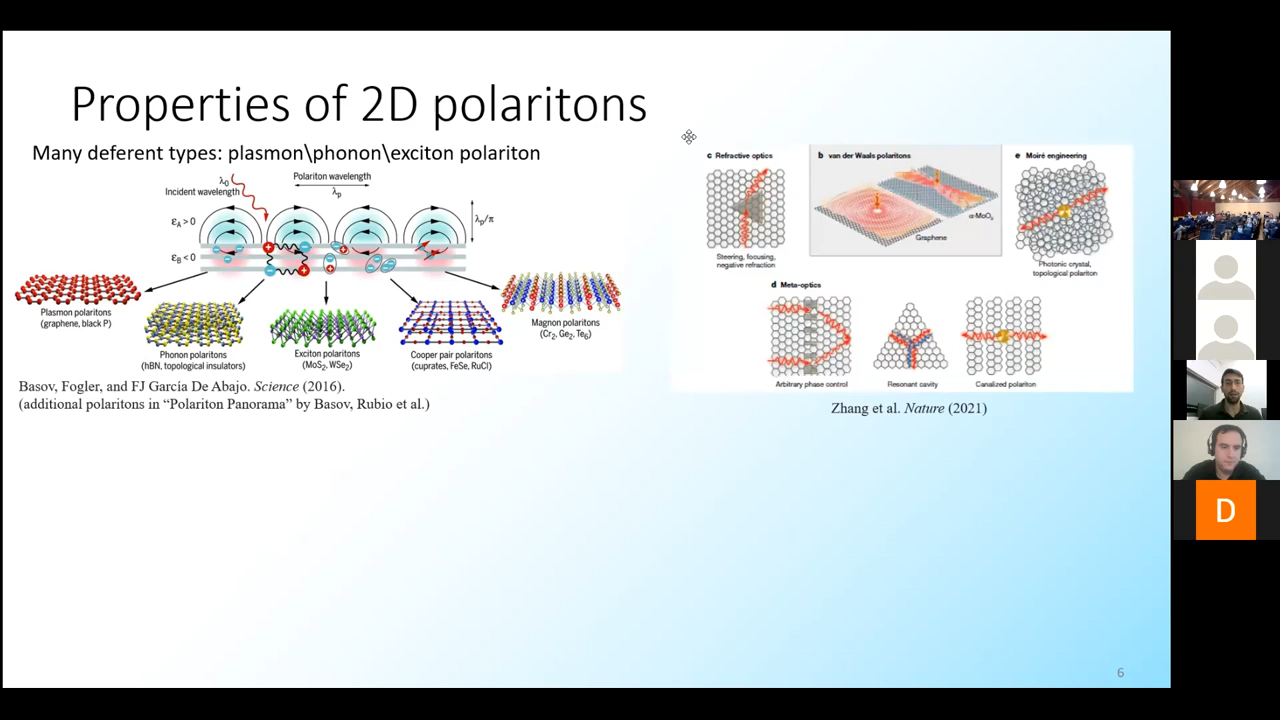 Properties of 2D polaritons
Many deferent types: plasmon\phonon\exciton polariton
λ0
Incident wavelength
Polariton wavelength
λp
λp/π
εA > 0
εB < 0
Plasmon polaritons
(graphene, black P)
Phonon polaritons
(hBN, topological insulators)
Exciton polaritons
(MoS2, WSe2)
Cooper pair polaritons
(cuprates, FeSe, RuCl)
Magnon polaritons
(Cr2, Ge2, Te6)
Basov, Fogler, and FJ García De Abajo. Science (2016).
(additional polaritons in “Polariton Panorama” by Basov, Rubio et al.)
c Refractive optics
Steering, focusing,
negative refraction
b van der Waals polaritons
α-MoO3
Graphene
e Moiré engineering
Photonic crystal,
topological polariton
d Meta-optics
Arbitrary phase control
Resonant cavity
Canalized polariton
Zhang et al. Nature (2021)
6
D